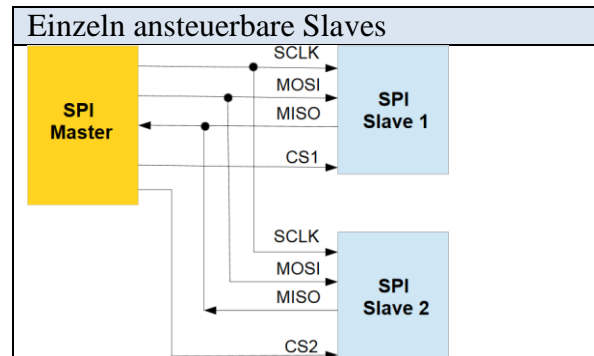 Einzeln ansteuerbare Slaves
SCLK
MOSI
SPI
Master
SPI
Slave 1
MISO
CS1
SCLK
MOSI
SPI
Slave 2
MISO
CS2